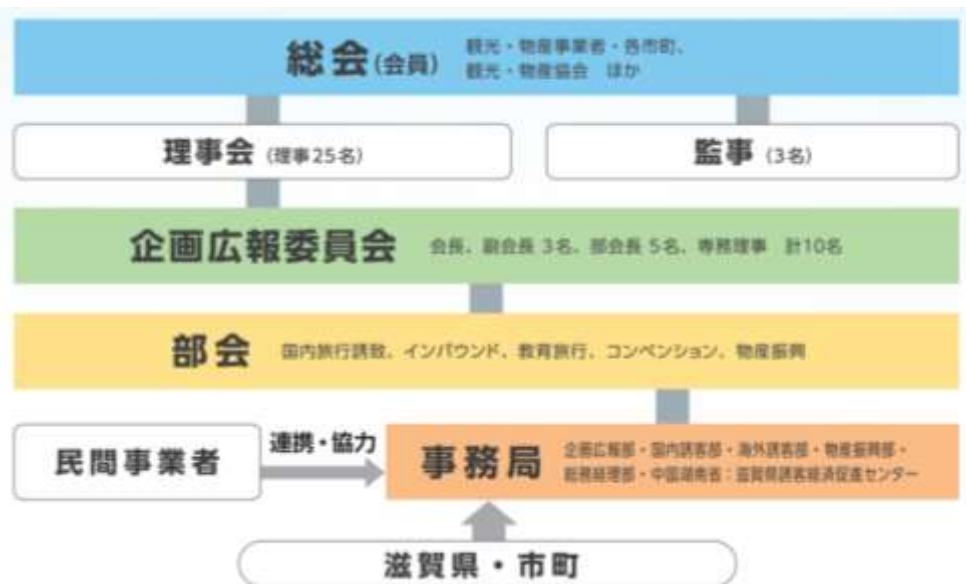 総会(会員) 観光・物産事業者・各市町、
観光・物産協会 ほか
理事会 (理事25名)
監事 (3名)
企画広報委員会 会長、副会長 3名、部会長 5名、専務理事 計10名
部会 国内旅行誘致、インバウンド、教育旅行、コンベンション、物産振興
民間事業者
連携・協力
事務局 企画広報部・国内誘客部・海外誘客部・物産振興部・
総務経理部・中国湖南省:滋賀県誘客経済促進センター
滋賀県・市町